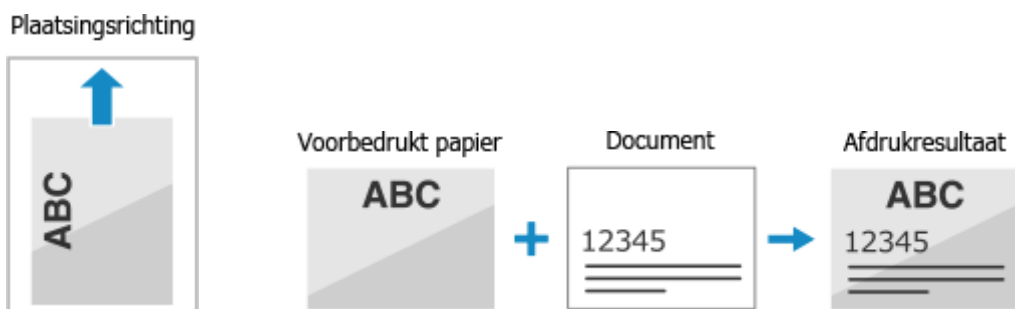 Plaatsingsrichting
ABC
Voorbedrukt papier
ABC
Document
12345
Afdrukresultaat
ABC
12345